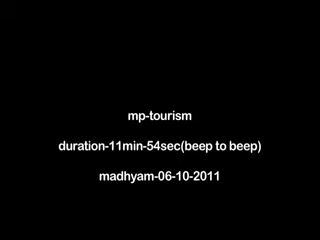 mp-tourism
duration-11min-54sec(beep to beep)
madhyam-06-10-2011